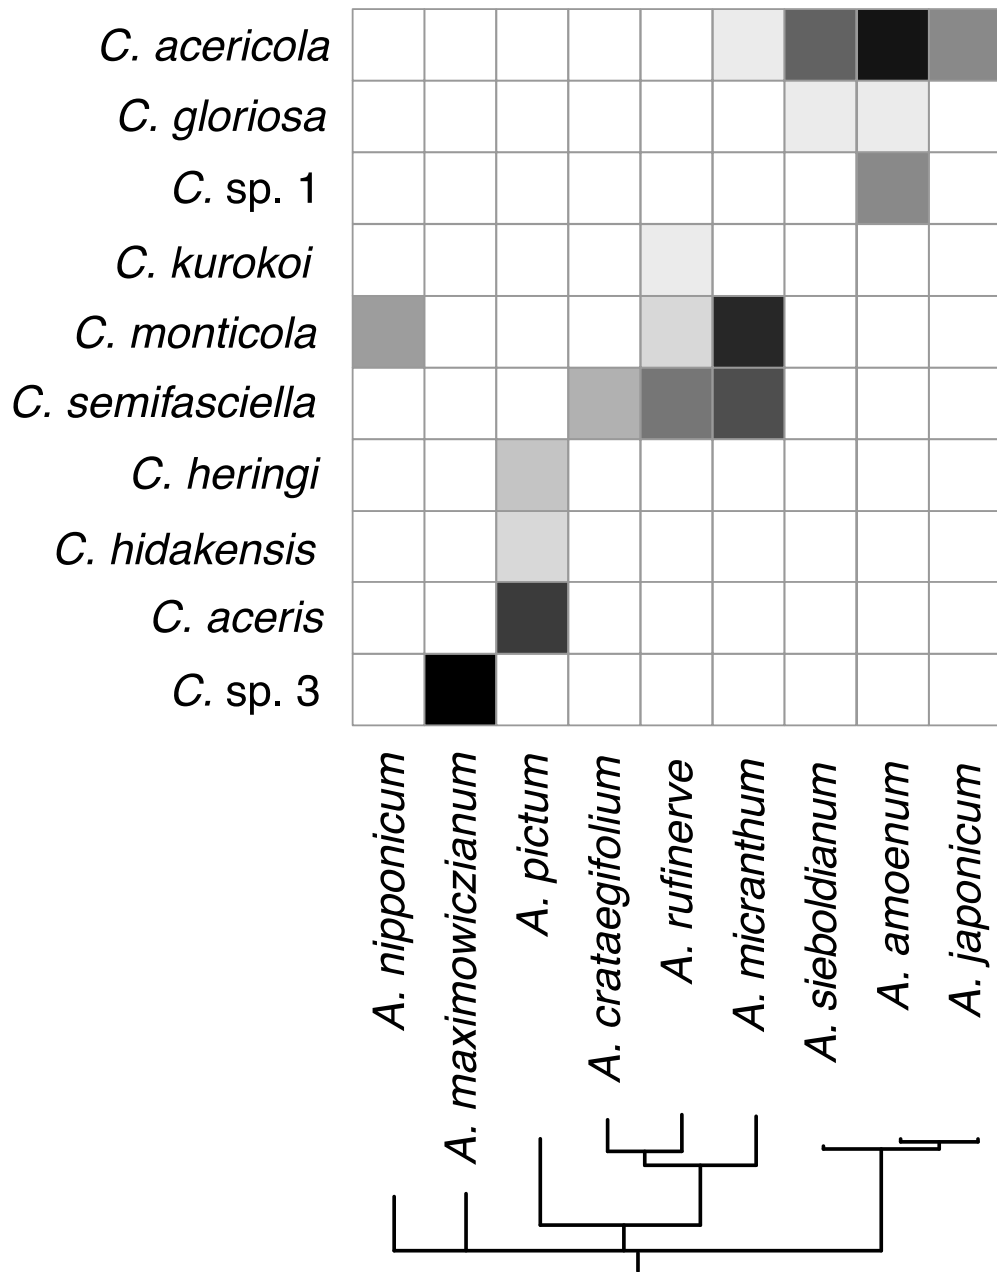 C. acericola
C. gloriosa
C. sp. 1
C. kurokoi
C. monticola
C. semifasciella
C. heringi
C. hidakensis
C. aceris
C. sp. 3
A. nipponicum
A. maximowiczianum
A. pictum
A. crataegifolium
A. rufinerve
A. micranthum
A. sieboldianum
A. amoenum
A. japonicum